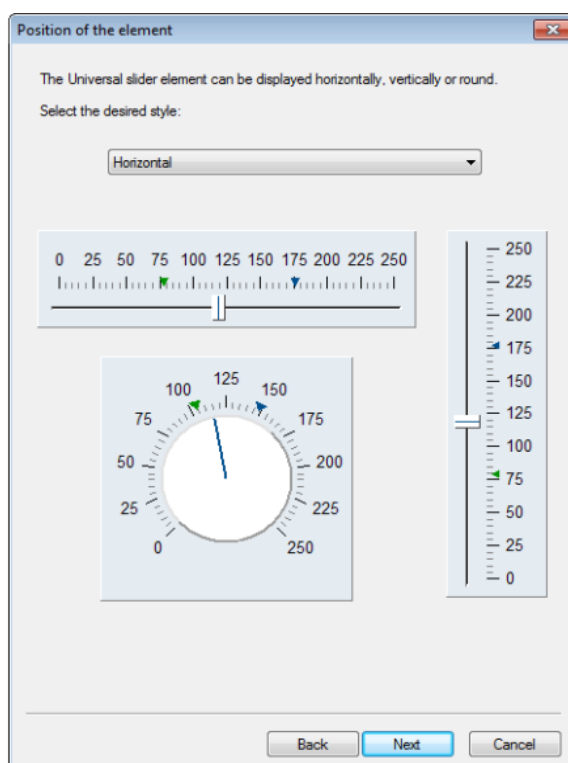 Position of the element
The Universal slider element can be displayed horizontally, vertically or round.
Select the desired style:
Horizontal
0 25 50 75 100 125 150 175 200 225 250
250
225
200
175
150
125
100
75
50
25
0
125
100 150
75 175
50 200
25 225
0 250
Back Next Cancel